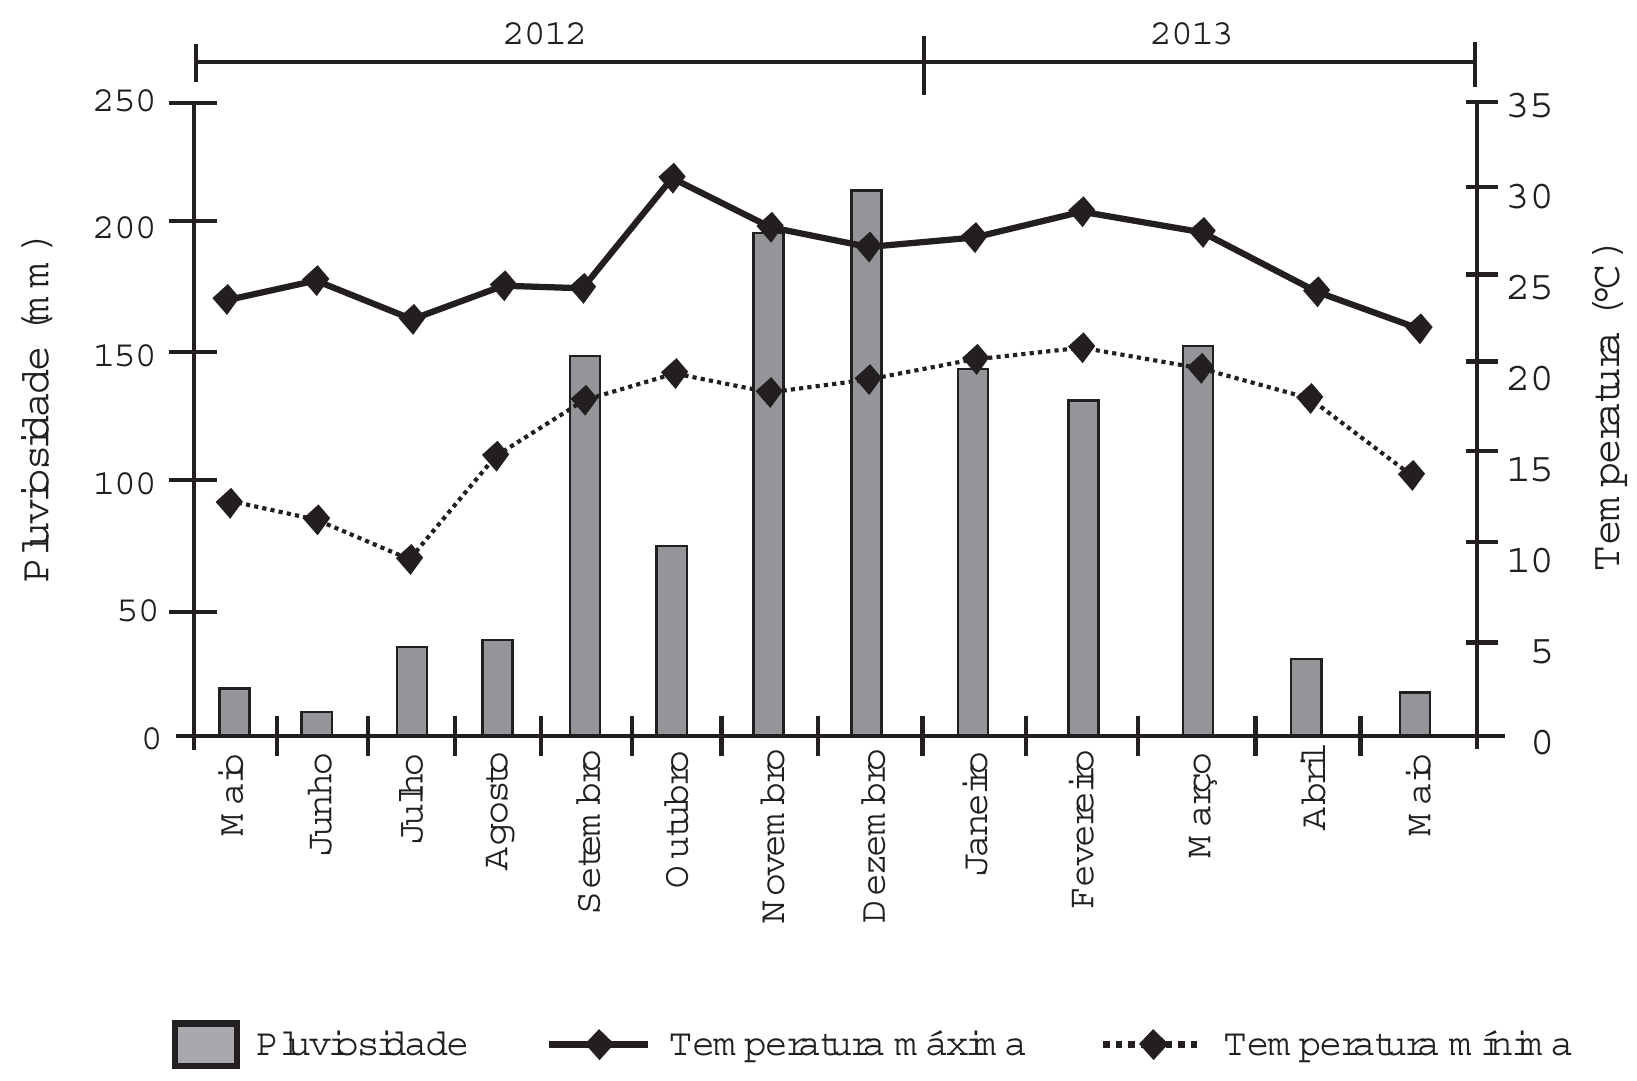 2012 2013
250
200
150
100
50
0
Pluviosidade (mm)
35
30
25
20
15
10
5
0
Temperatura (ºC)
Maio
Junho
Julho
Agosto
Setembro
Outubro
Novembro
Dezembro
Janeiro
Fevereiro
Março
Abril
Maio
Pluviosidade Temperatura máxima Temperatura mínima